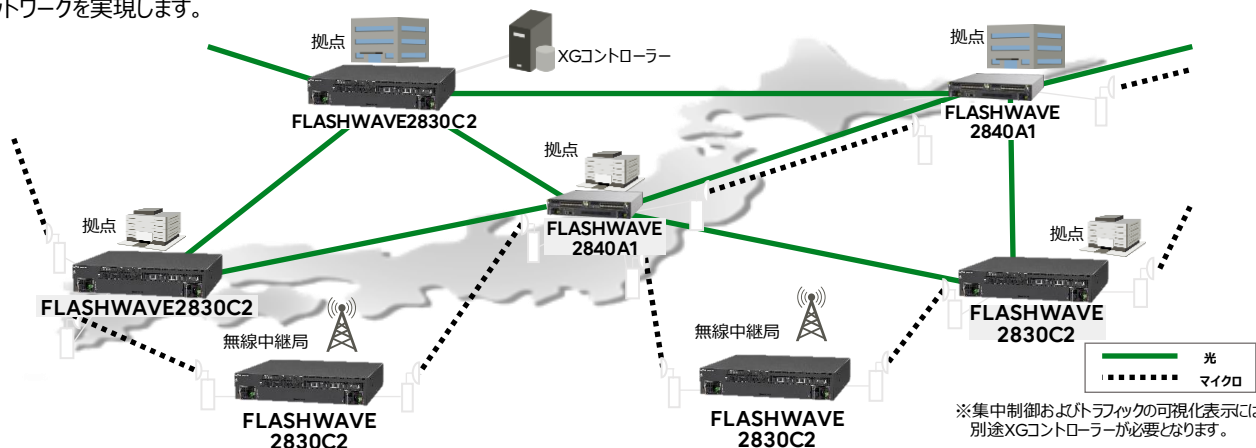 ットワークを実現します。
拠点
XGコントローラー
FLASHWAVE2830C2
拠点
FLASHWAVE
2840A1
拠点
FLASHWAVE
2840A1
拠点
FLASHWAVE2830C2
拠点
FLASHWAVE
2830C2
無線中継局
FLASHWAVE
2830C2
無線中継局
FLASHWAVE
2830C2
光
マイクロ
※集中制御およびトラフィックの可視化表示には
別途XGコントローラーが必要となります。